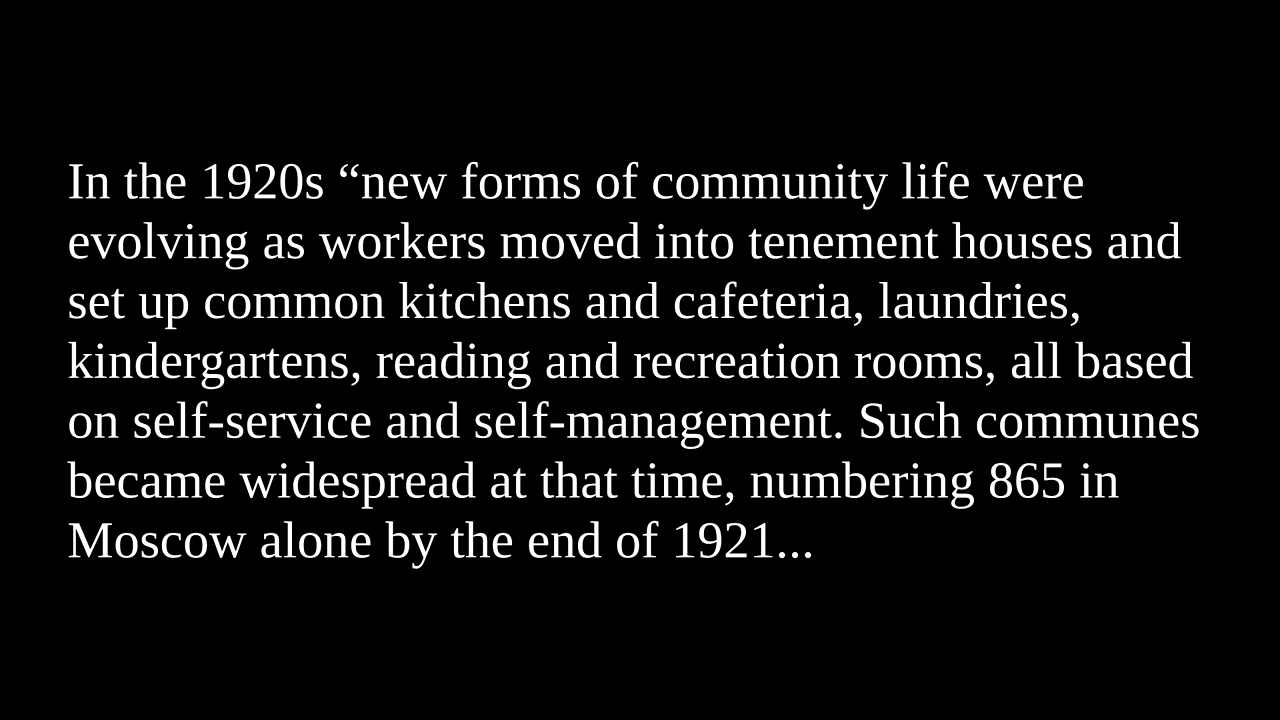 In the 1920s “new forms of community life were
evolving as workers moved into tenement houses and
set up common kitchens and cafeteria, laundries,
kindergartens, reading and recreation rooms, all based
on self-service and self-management. Such communes
became widespread at that time, numbering 865 in
Moscow alone by the end of 1921...